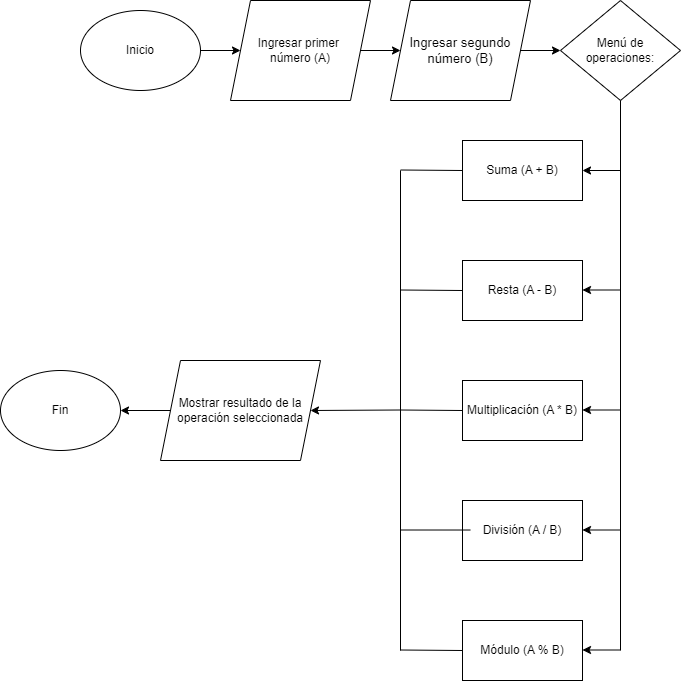 Inicio
Ingresar primer
número (A)
Ingresar segundo
número (B)
Menú de
operaciones:
Suma (A + B)
Resta (A - B)
Multiplicación (A * B)
División (A / B)
Módulo (A % B)
Mostrar resultado de la
operación seleccionada
Fin